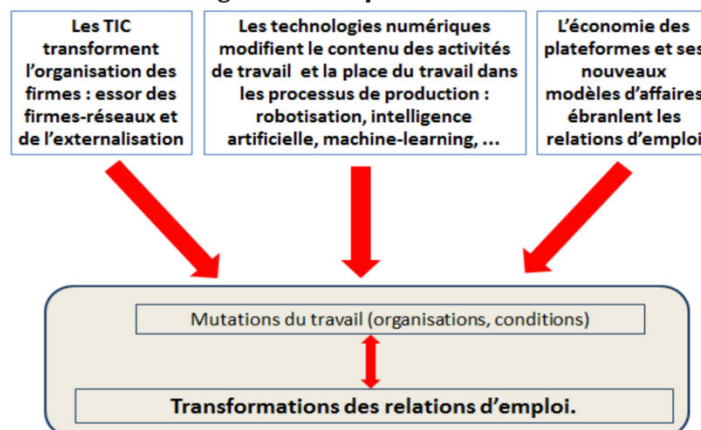 Les TIC
transforment
l'organisation des
firmes : essor des
firmes-réseaux et
de l'externalisation
Les technologies numériques
modifient le contenu des activités
de travail et la place du travail dans
les processus de production :
robotisation, intelligence
artificielle, machine-learning, ...
L'économie des
plateformes et ses
nouveaux
modèles d'affaires
ébranlent les
relations d'emploi
Mutations du travail (organisations, conditions)
Transformations des relations d'emploi.